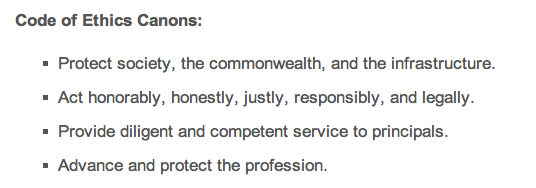 Code of Ethics Canons:
▪ Protect society, the commonwealth, and the infrastructure.
▪ Act honorably, honestly, justly, responsibly, and legally.
▪ Provide diligent and competent service to principals.
▪ Advance and protect the profession.